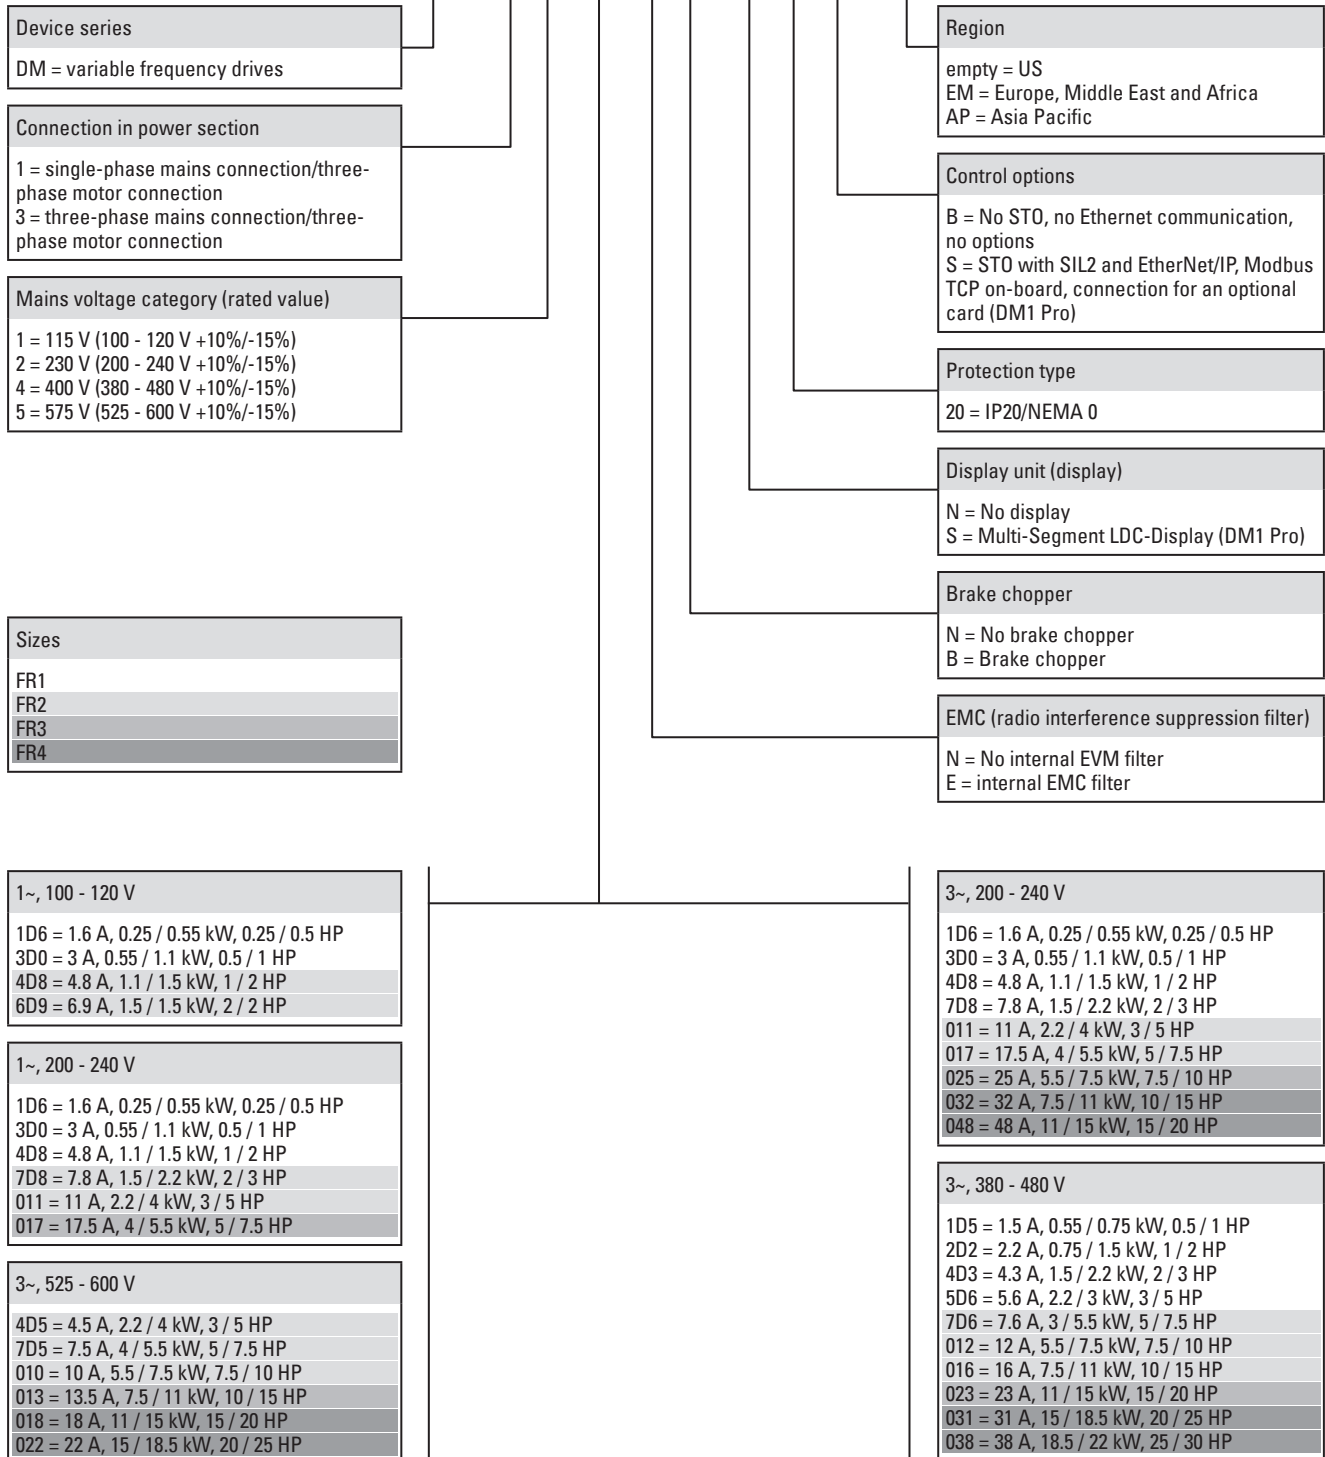 Device series
DM = variable frequency drives
Connection in power section
1 = single-phase mains connection/three-
phase motor connection
3 = three-phase mains connection/three-
phase motor connection
Mains voltage category (rated value)
1 = 115 V (100 - 120 V +10%/-15%)
2 = 230 V (200 - 240 V +10%/-15%)
4 = 400 V (380 - 480 V +10%/-15%)
5 = 575 V (525 - 600 V +10%/-15%)
Sizes
FR1
FR2
FR3
FR4
Region
empty = US
EM = Europe, Middle East and Africa
AP = Asia Pacific
Control options
B = No STO, no Ethernet communication,
no options
S = STO with SIL2 and EtherNet/IP, Modbus
TCP on-board, connection for an optional
card (DM1 Pro)
Protection type
20 = IP20/NEMA 0
Display unit (display)
N = No display
S = Multi-Segment LDC-Display (DM1 Pro)
Brake chopper
N = No brake chopper
B = Brake chopper
EMC (radio interference suppression filter)
N = No internal EVM filter
E = internal EMC filter
1~, 100 - 120 V
1D6 = 1.6 A, 0.25 / 0.55 kW, 0.25 / 0.5 HP
3D0 = 3 A, 0.55 / 1.1 kW, 0.5 / 1 HP
4D8 = 4.8 A, 1.1 / 1.5 kW, 1 / 2 HP
6D9 = 6.9 A, 1.5 / 1.5 kW, 2 / 2 HP
1~, 200 - 240 V
1D6 = 1.6 A, 0.25 / 0.55 kW, 0.25 / 0.5 HP
3D0 = 3 A, 0.55 / 1.1 kW, 0.5 / 1 HP
4D8 = 4.8 A, 1.1 / 1.5 kW, 1 / 2 HP
7D8 = 7.8 A, 1.5 / 2.2 kW, 2 / 3 HP
011 = 11 A, 2.2 / 4 kW, 3 / 5 HP
017 = 17.5 A, 4 / 5.5 kW, 5 / 7.5 HP
3~, 525 - 600 V
4D5 = 4.5 A, 2.2 / 4 kW, 3 / 5 HP
7D5 = 7.5 A, 4 / 5.5 kW, 5 / 7.5 HP
010 = 10 A, 5.5 / 7.5 kW, 7.5 / 10 HP
013 = 13.5 A, 7.5 / 11 kW, 10 / 15 HP
018 = 18 A, 11 / 15 kW, 15 / 20 HP
022 = 22 A, 15 / 18.5 kW, 20 / 25 HP
3~, 200 - 240 V
1D6 = 1.6 A, 0.25 / 0.55 kW, 0.25 / 0.5 HP
3D0 = 3 A, 0.55 / 1.1 kW, 0.5 / 1 HP
4D8 = 4.8 A, 1.1 / 1.5 kW, 1 / 2 HP
7D8 = 7.8 A, 1.5 / 2.2 kW, 2 / 3 HP
011 = 11 A, 2.2 / 4 kW, 3 / 5 HP
017 = 17.5 A, 4 / 5.5 kW, 5 / 7.5 HP
025 = 25 A, 5.5 / 7.5 kW, 7.5 / 10 HP
032 = 32 A, 7.5 / 11 kW, 10 / 15 HP
048 = 48 A, 11 / 15 kW, 15 / 20 HP
3~, 380 - 480 V
1D5 = 1.5 A, 0.55 / 0.75 kW, 0.5 / 1 HP
2D2 = 2.2 A, 0.75 / 1.5 kW, 1 / 2 HP
4D3 = 4.3 A, 1.5 / 2.2 kW, 2 / 3 HP
5D6 = 5.6 A, 2.2 / 3 kW, 3 / 5 HP
7D6 = 7.6 A, 3 / 5.5 kW, 5 / 7.5 HP
012 = 12 A, 5.5 / 7.5 kW, 7.5 / 10 HP
016 = 16 A, 7.5 / 11 kW, 10 / 15 HP
023 = 23 A, 11 / 15 kW, 15 / 20 HP
031 = 31 A, 15 / 18.5 kW, 20 / 25 HP
038 = 38 A, 18.5 / 22 kW, 25 / 30 HP